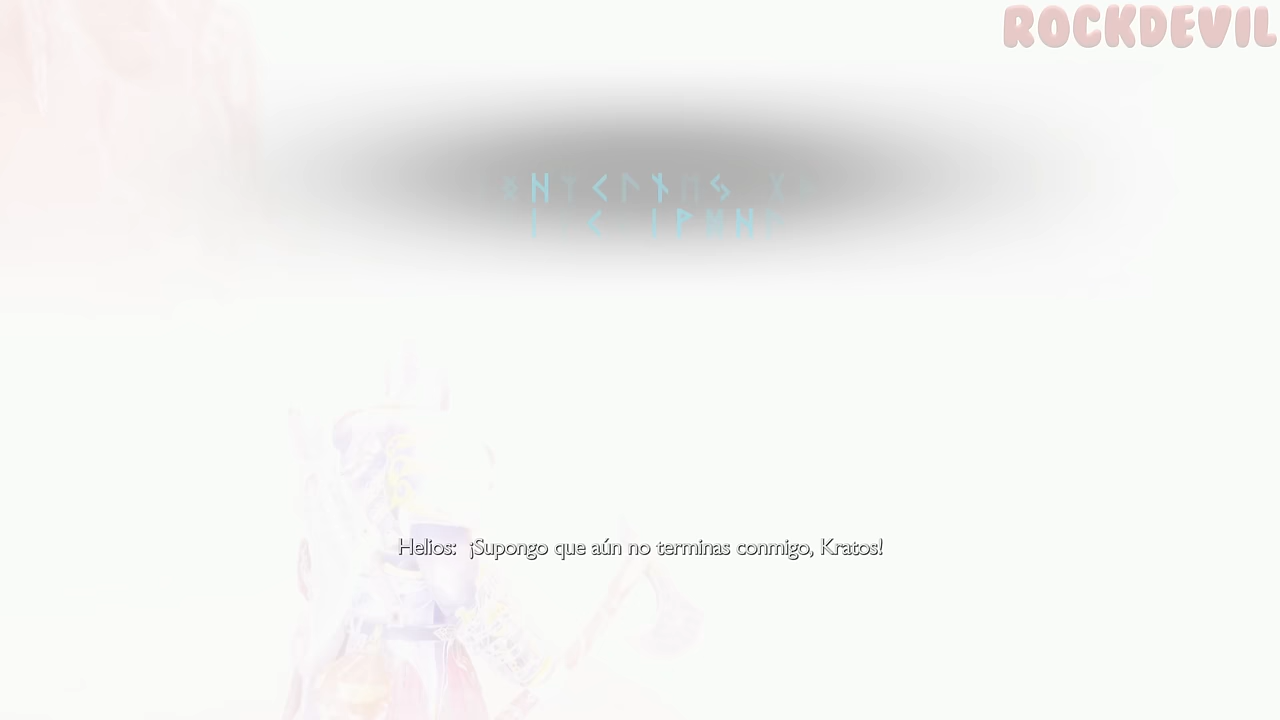 ROCKDEVIL
Helios: ¡Supongo que aún no terminas conmigo, Kratos!